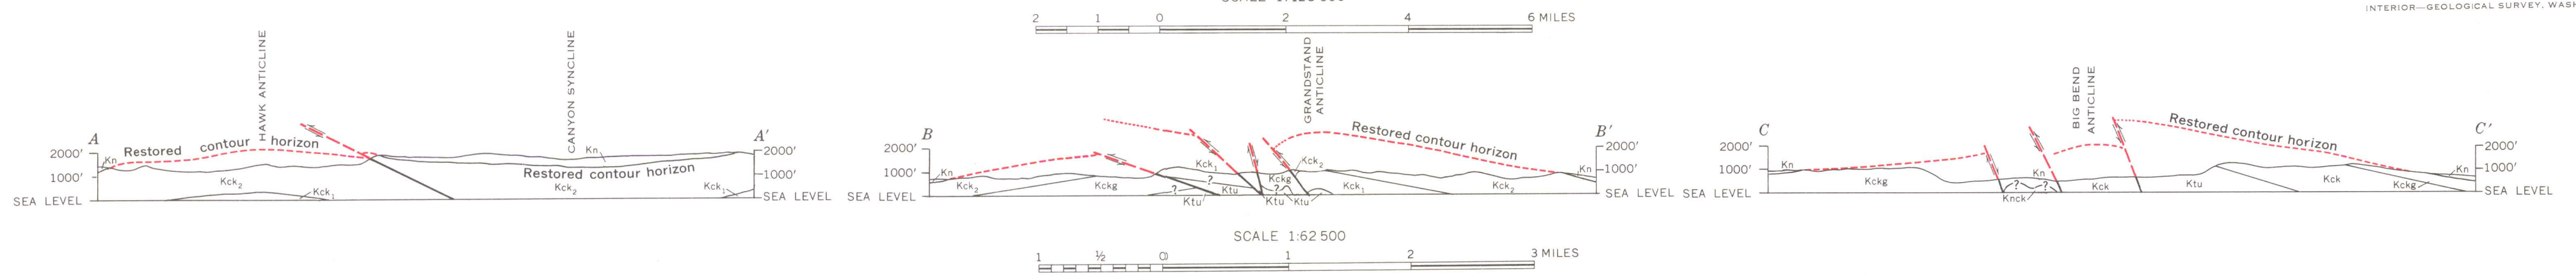 INTERIOR—GEOLOGICAL SURVEY, WASH
2 1 0 2 4 6 MILES
HAWK ANTICLINE
CANYON SYNCLINE
GRANDSTAND
ANTICLINE
BIG BEND
ANTICLINE
A
A'
2000'
1000'
SEA LEVEL
Kn
Restored contour horizon
Kck2
Kck1
Kn
Restored contour horizon
Kck2
Kck1
2000'
1000'
SEA LEVEL
B
B'
2000'
1000'
SEA LEVEL
Kn
Kck2
Kckg
Kck1
?
?
Ktu
Ktu
Kckg
?
Ktu
Ktu
Kck2
Kck1
Restored contour horizon
Kck2
Kn
2000'
1000'
SEA LEVEL
C
C'
2000'
1000'
SEA LEVEL
Kn
Kckg
Kn
? ?
Knck
Kck
Ktu
Restored contour horizon
Kck
Kckg
Kn
2000'
1000'
SEA LEVEL
SCALE 1:62 500
1 ½ 0 1 2 3 MILES